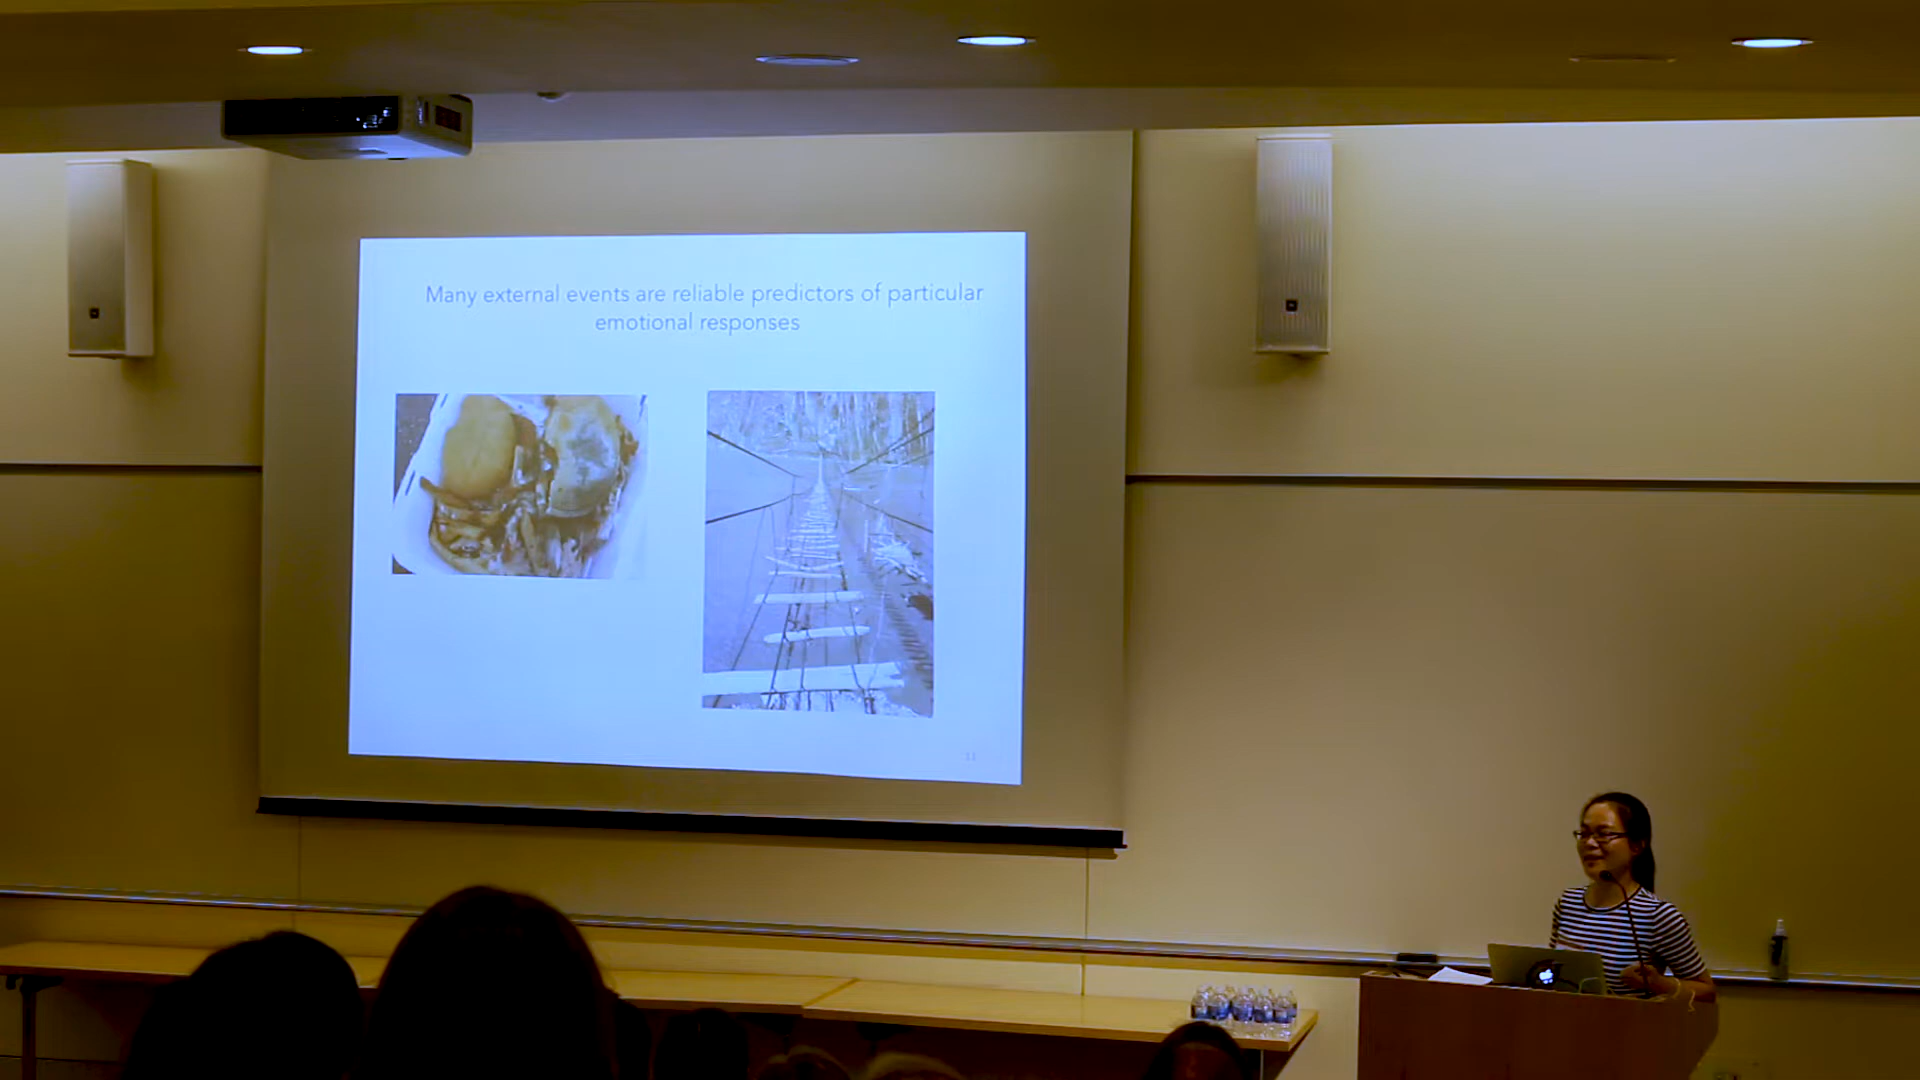 Many external events are reliable predictors of particular
emotional responses